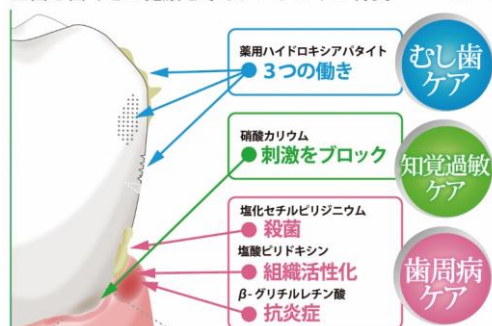 薬用ハイドロキシアパタイト
3つの働き
むし歯
ケア
硝酸カリウム
刺激をブロック
知覚過敏
ケア
塩化セチルピリジニウム
殺菌
塩酸ピリドキシン
組織活性化
β-グリチルレチン酸
抗炎症
歯周病
ケア